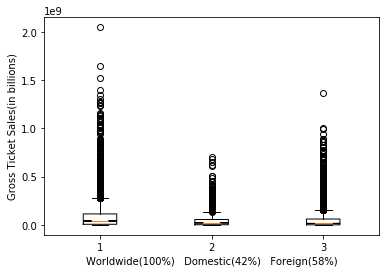 1e9
2.0
1.5
1.0
0.5
0.0
Gross Ticket Sales(in billions)
1 2 3
Worldwide(100%) Domestic(42%) Foreign(58%)